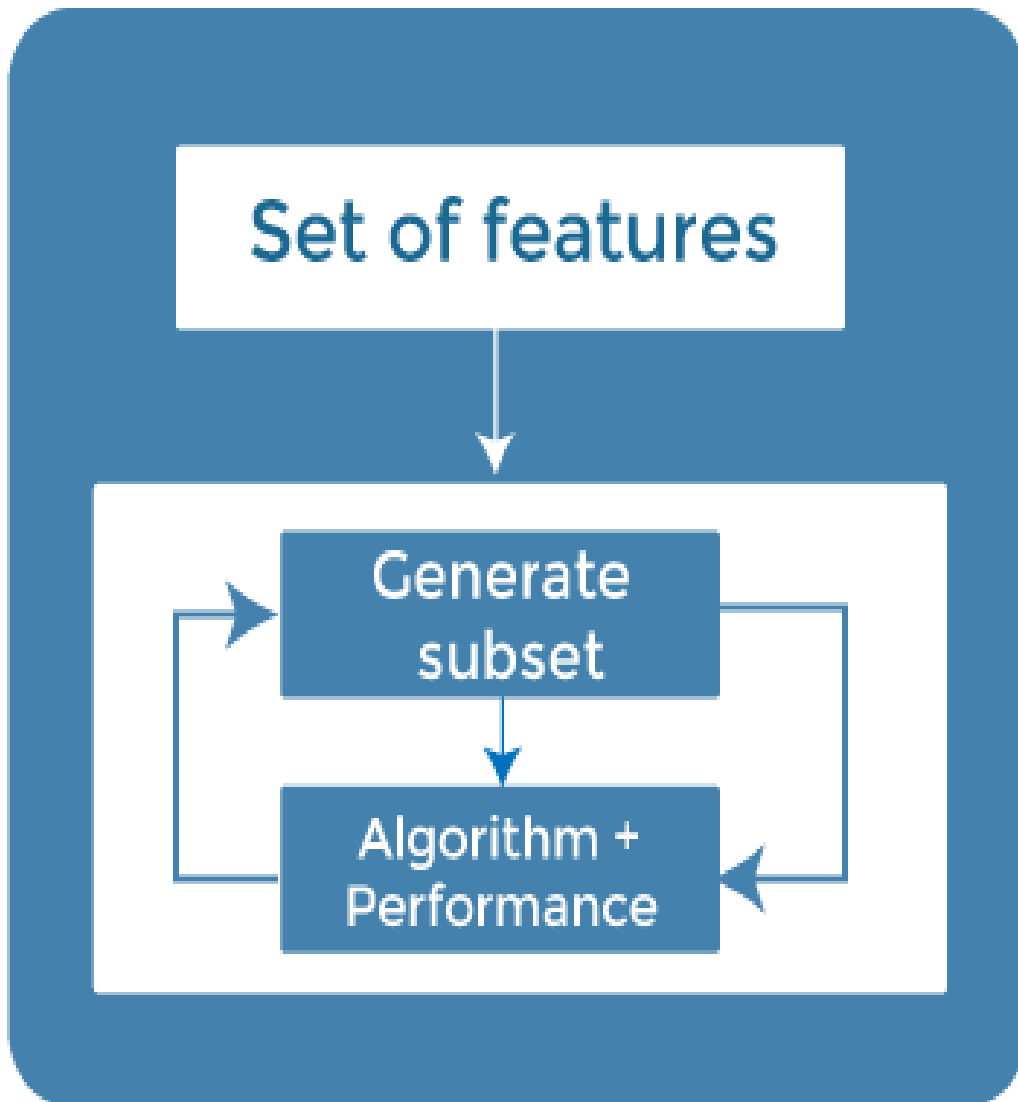 Set of features
Generate
subset
Algorithm +
Performance